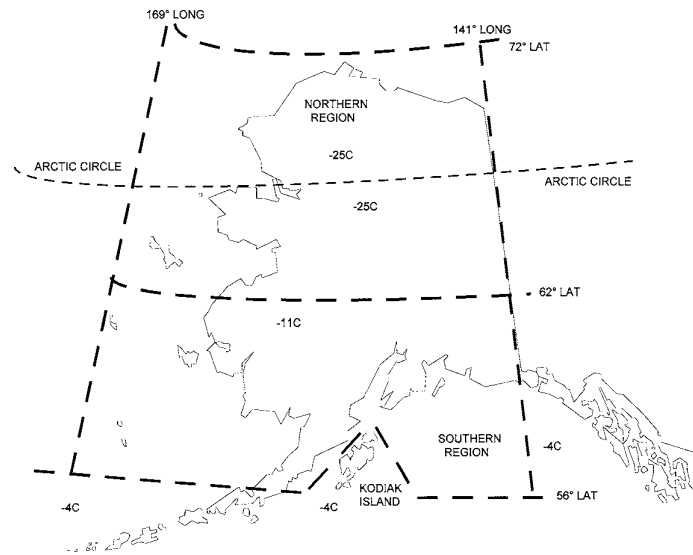 169° LONG
141° LONG
72° LAT
NORTHERN
REGION
-25C
ARCTIC CIRCLE
ARCTIC CIRCLE
-25C
62° LAT
-11C
SOUTHERN
REGION
-4C
KODIAK
ISLAND
56° LAT
-4C
-4C